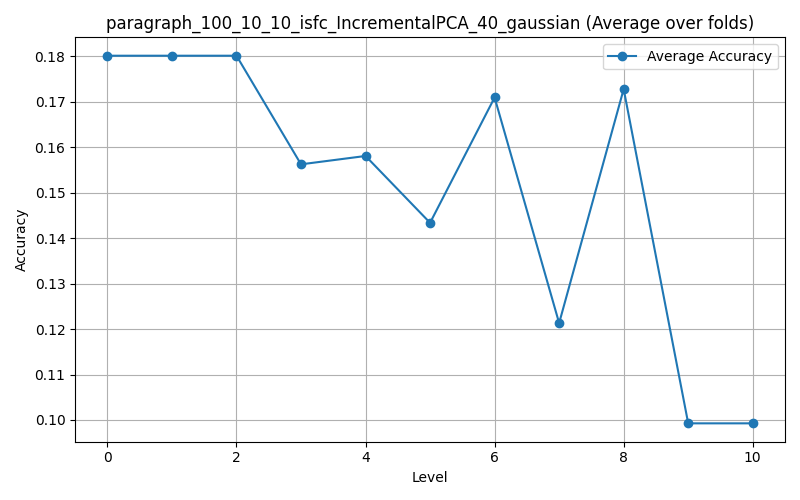 paragraph_100_10_10_isfc_IncrementalPCA_40_gaussian (Average over folds)
Average Accuracy
0.18
0.17
0.16
0.15
0.14
0.13
0.12
0.11
0.10
Accuracy
0 2 4 6 8 10
Level